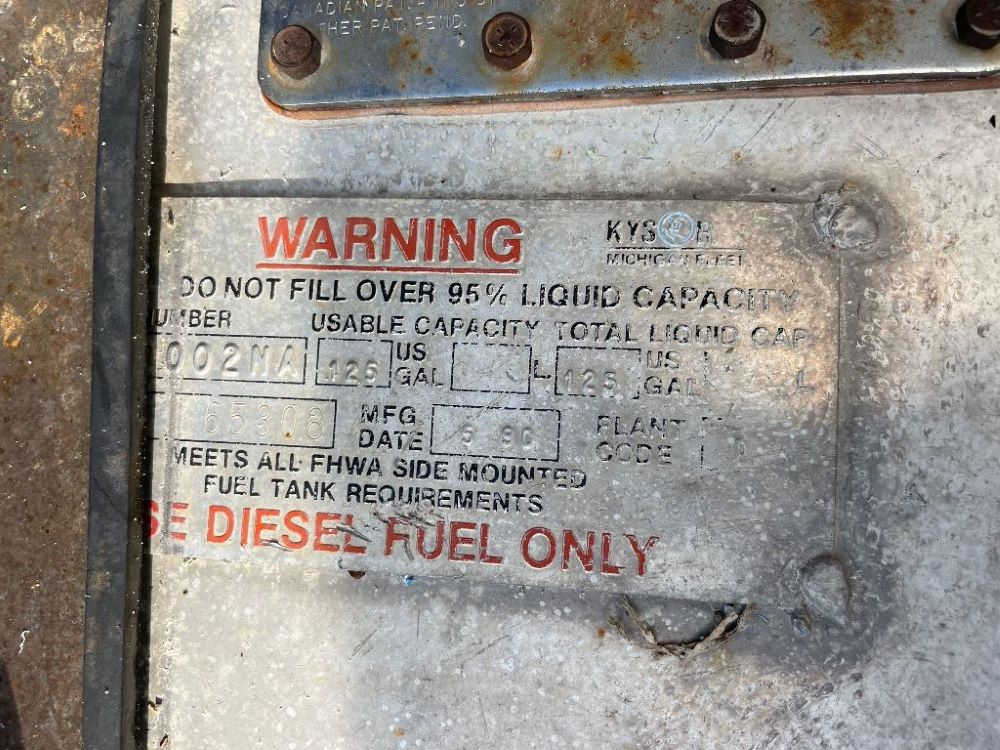 CANADIAN PAT.
THER PAT. PEND.
WARNING
KYSOR
MICHIGAN FLEET
DO NOT FILL OVER 95% LIQUID CAPACITY
UMBER USABLE CAPACITY TOTAL LIQUID CAP
002NA 125 US GAL L 125 US GAL L
65308 MFG. DATE 5 90 PLANT CODE
MEETS ALL FHWA SIDE MOUNTED
FUEL TANK REQUIREMENTS
SE DIESEL FUEL ONLY